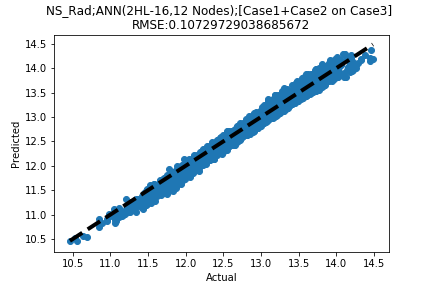 NS_Rad;ANN(2HL-16,12 Nodes);[Case1+Case2 on Case3]
RMSE:0.10729729038685672
14.5
14.0
13.5
13.0
12.5
12.0
11.5
11.0
10.5
Predicted
10.5 11.0 11.5 12.0 12.5 13.0 13.5 14.0 14.5
Actual